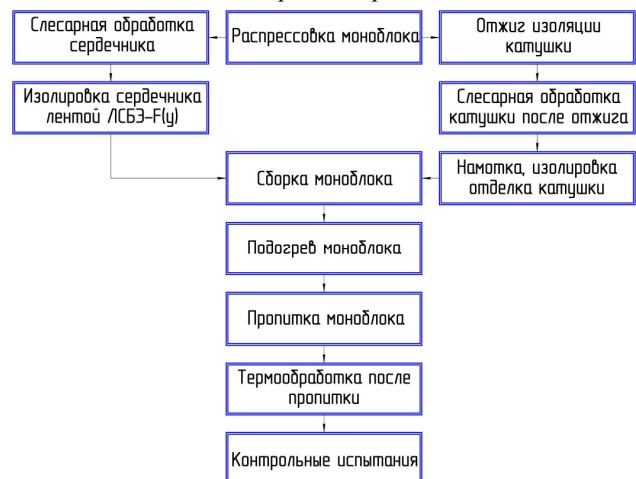 Слесарная обработка
сердечника
Распрессовка моноблока
Отжиг изоляции
катушки
Изолировка сердечника
лентой ЛСБЭ-F(у)
Слесарная обработка
катушки после отжига
Намотка, изолировка
отделка катушки
Сборка моноблока
Подогрев моноблока
Пропитка моноблока
Термообработка после
пропитки
Контрольные испытания